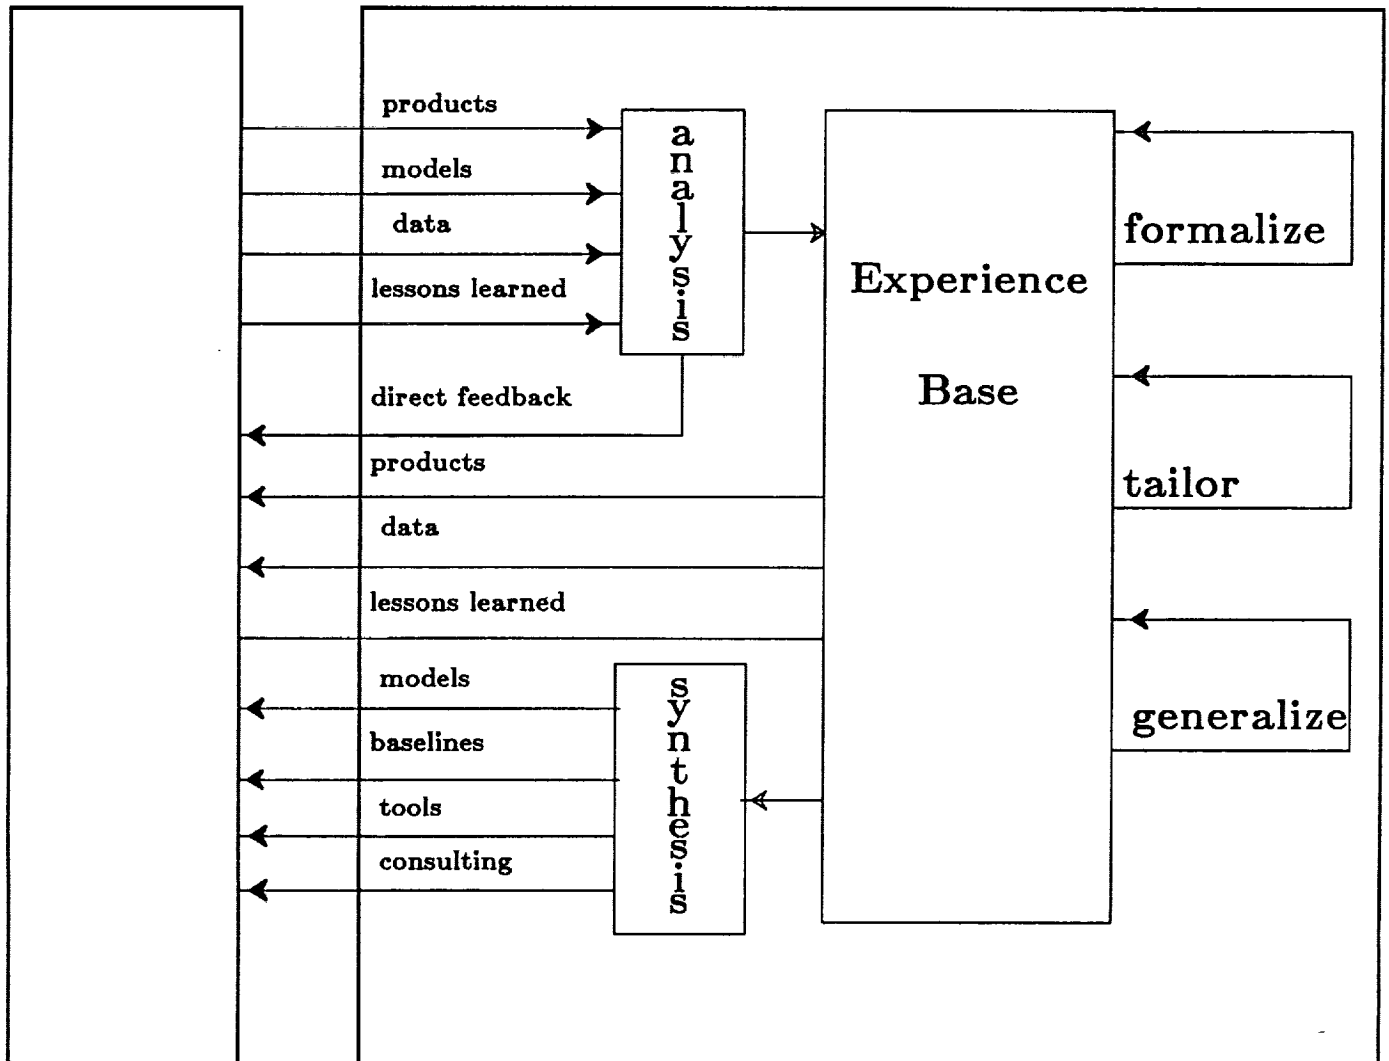 products
models
data
lessons learned
analysis
direct feedback
products
data
lessons learned
models
baselines
tools
consulting
synthesis
Experience
Base
formalize
tailor
generalize